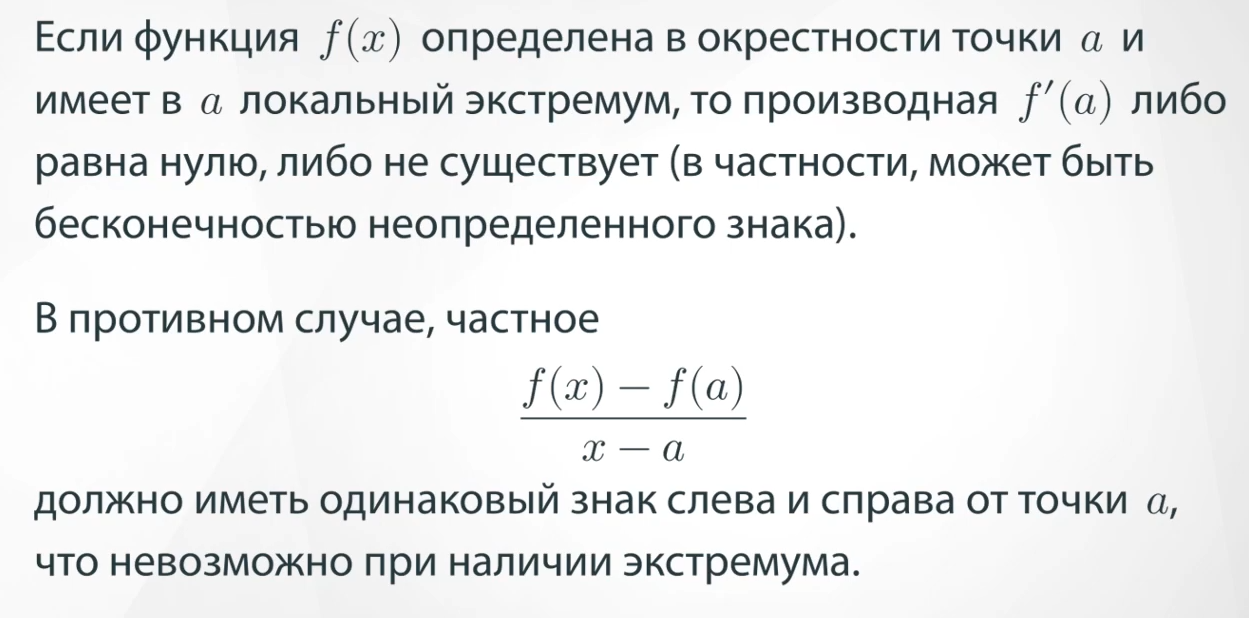 Если функция f(x) определена в окрестности точки a и
имеет в a локальный экстремум, то производная f′(a) либо
равна нулю, либо не существует (в частности, может быть
бесконечностью неопределенного знака).
В противном случае, частное
f(x) − f(a)
x − a
должно иметь одинаковый знак слева и справа от точки a,
что невозможно при наличии экстремума.